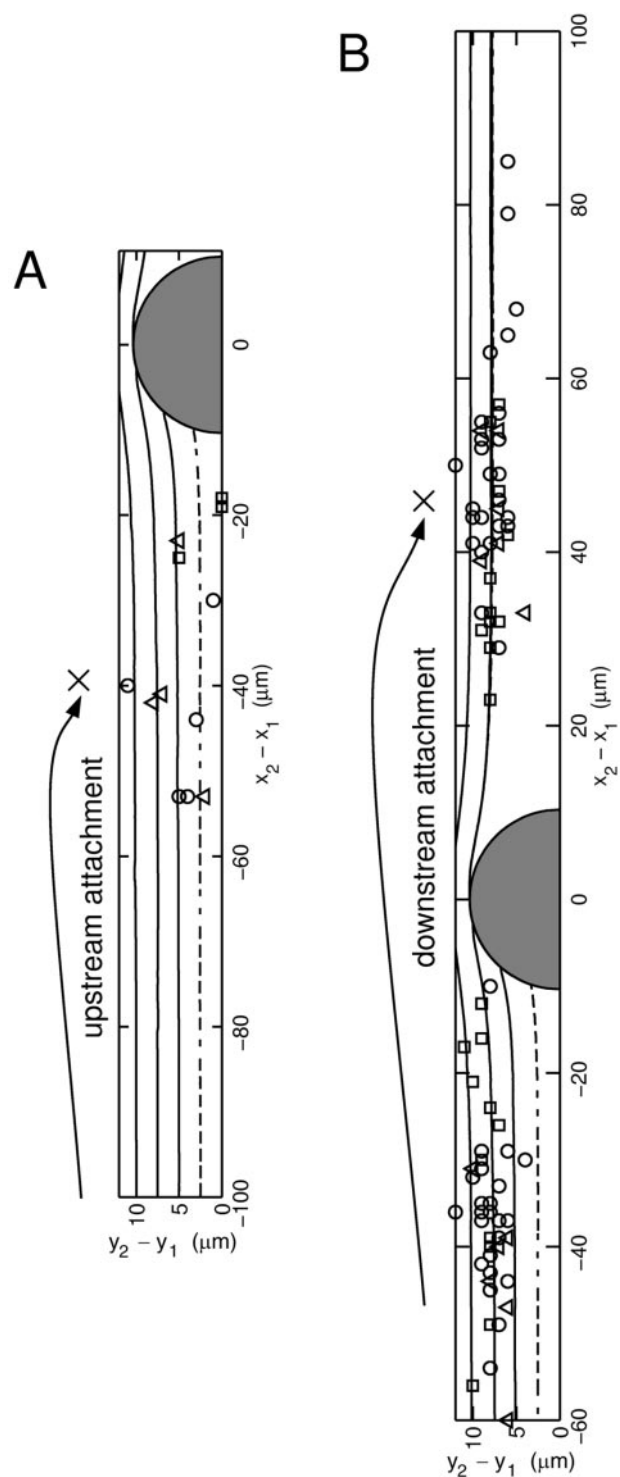 A
10
5
0
y₂ – y₁ (μm)
-100
-80
-60
-40
-20
0
x₂ – x₁ (μm)
upstream attachment
B
10
5
0
y₂ – y₁ (μm)
-60
-40
-20
0
20
40
60
80
100
x₂ – x₁ (μm)
downstream attachment